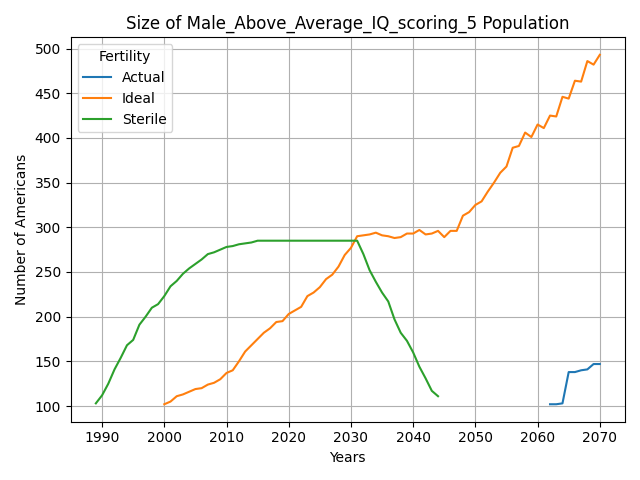 Size of Male_Above_Average_IQ_scoring_5 Population
Fertility
Actual
Ideal
Sterile
Number of Americans
500
450
400
350
300
250
200
150
100
1990
2000
2010
2020
2030
2040
2050
2060
2070
Years